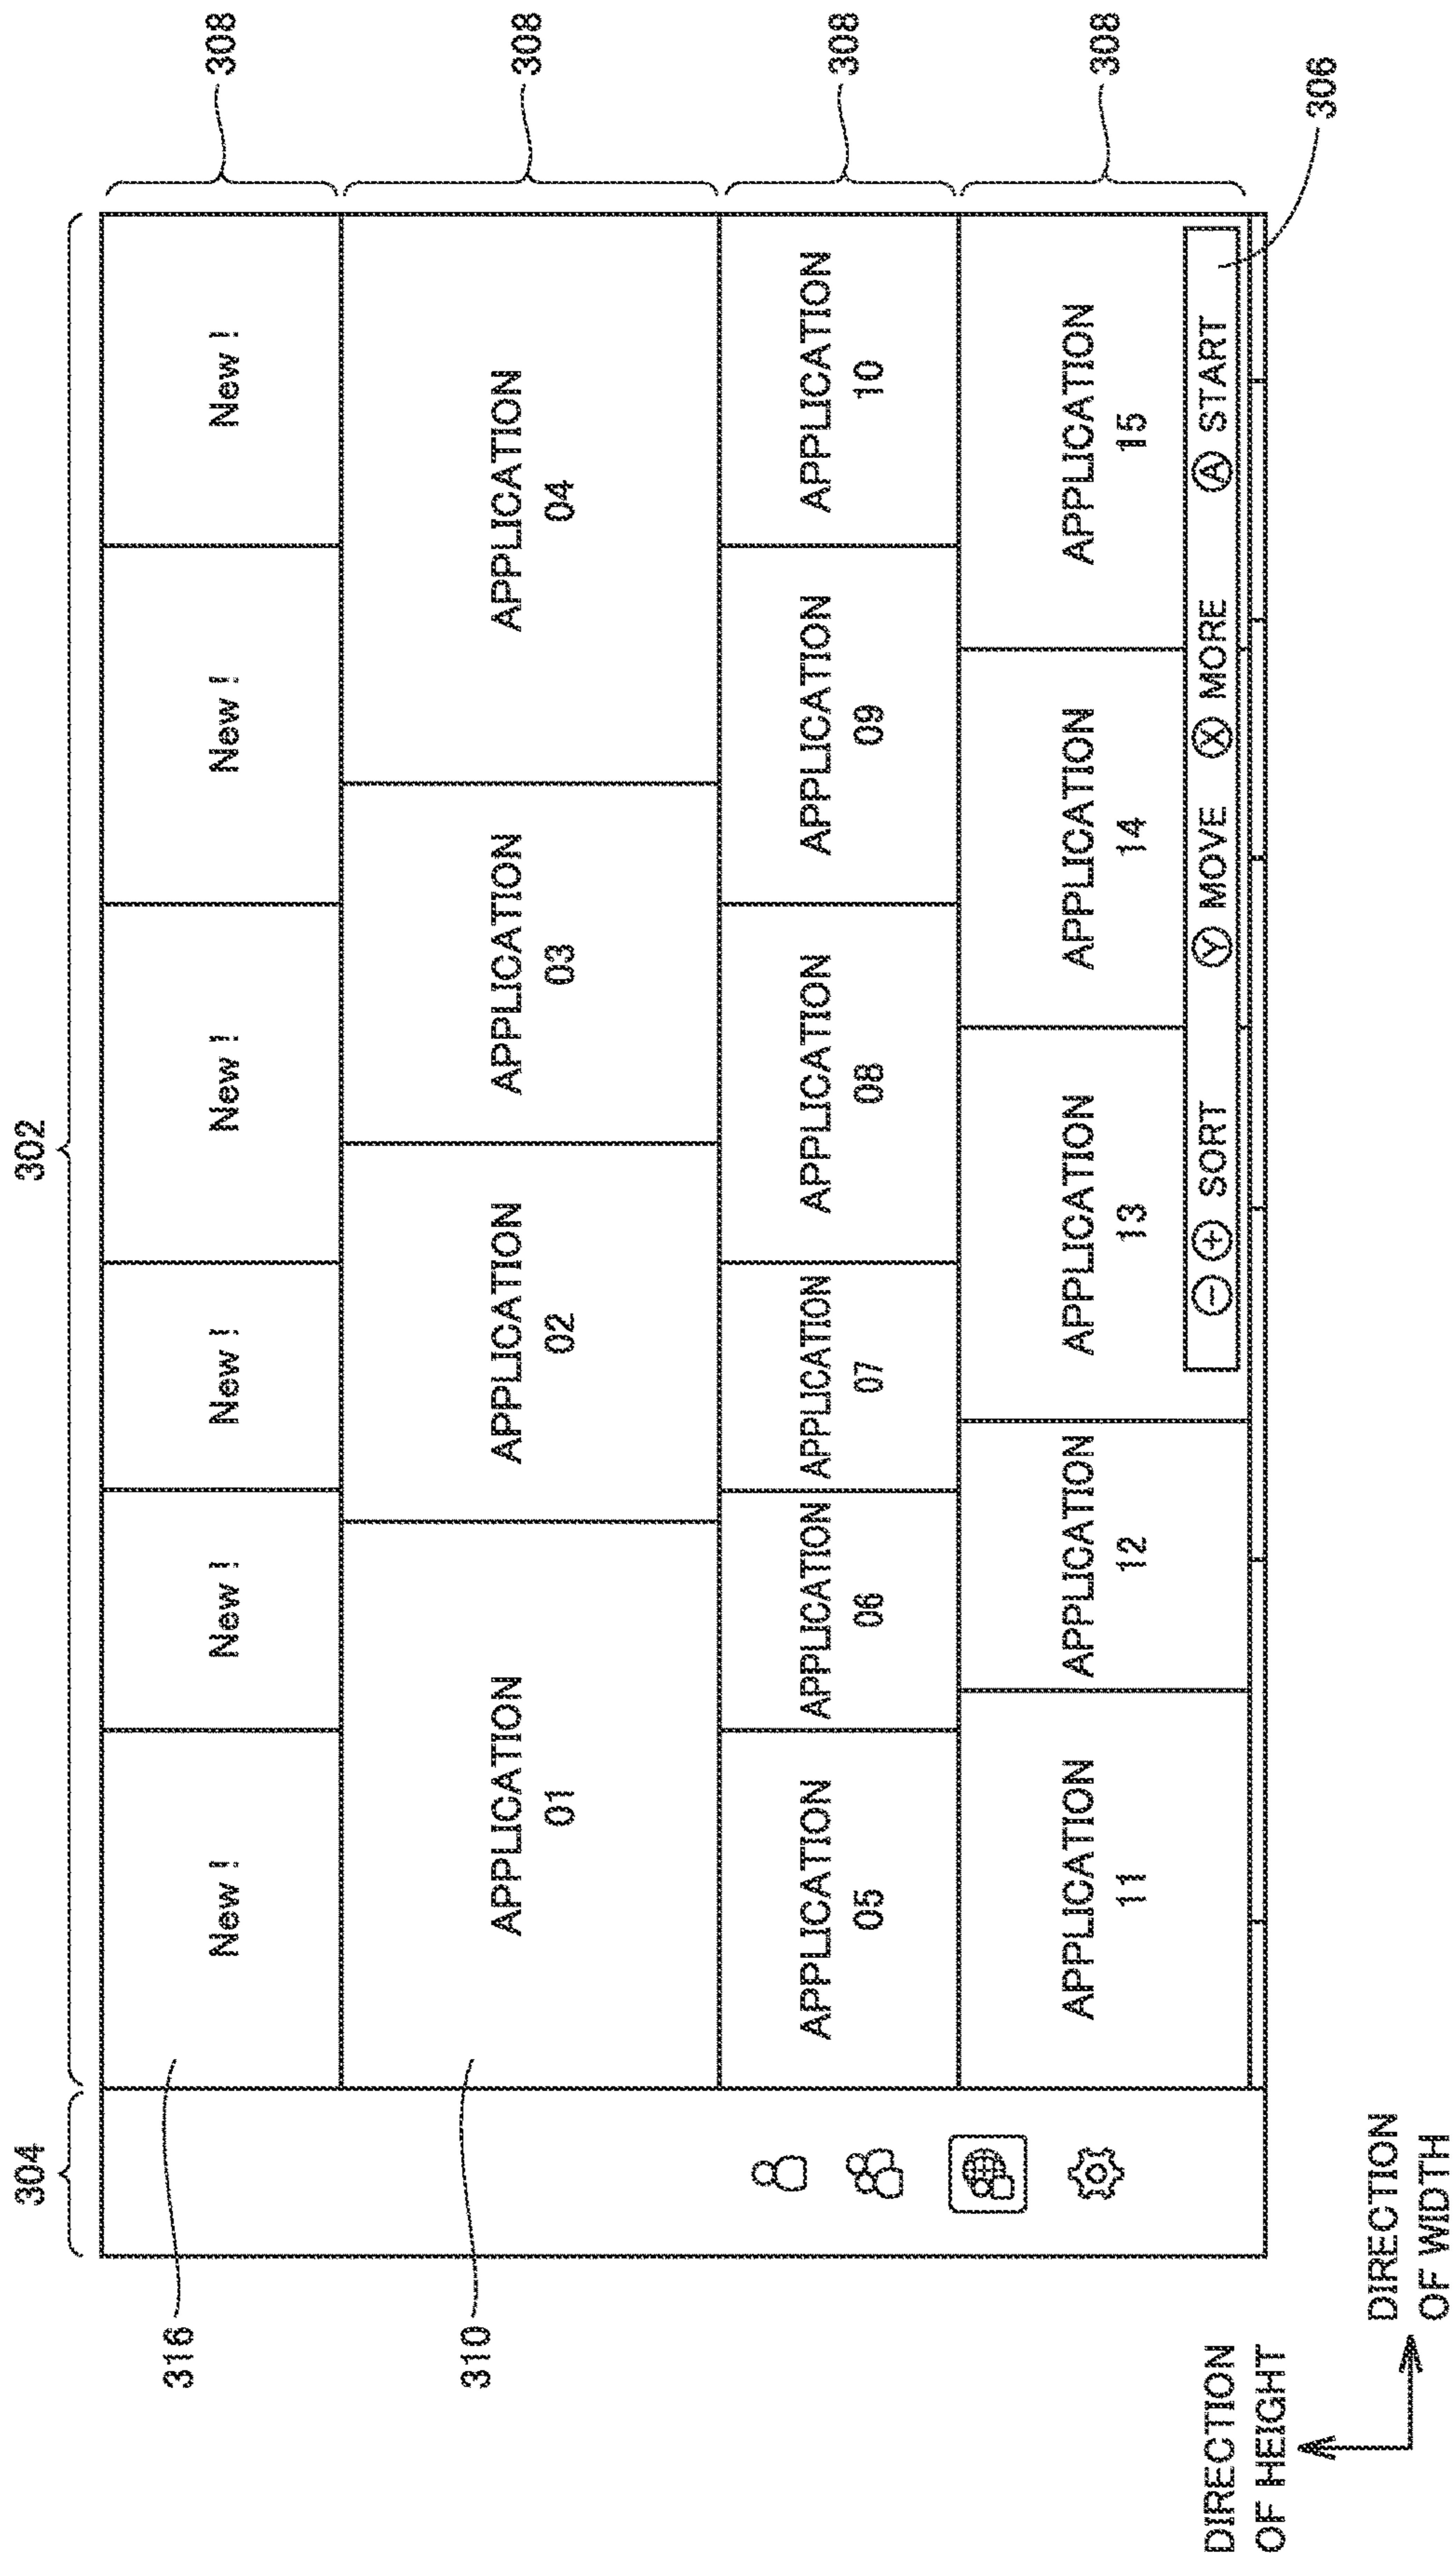 304
302
316
New !
New !
New !
New !
New !
New !
308
310
APPLICATION
01
APPLICATION
02
APPLICATION
03
APPLICATION
04
308
APPLICATION
05
APPLICATION
06
APPLICATION
07
APPLICATION
08
APPLICATION
09
APPLICATION
10
308
APPLICATION
11
APPLICATION
12
APPLICATION
13
APPLICATION
14
APPLICATION
15
308
− + SORT Y MOVE X MORE A START
306
DIRECTION
OF HEIGHT
DIRECTION
OF WIDTH